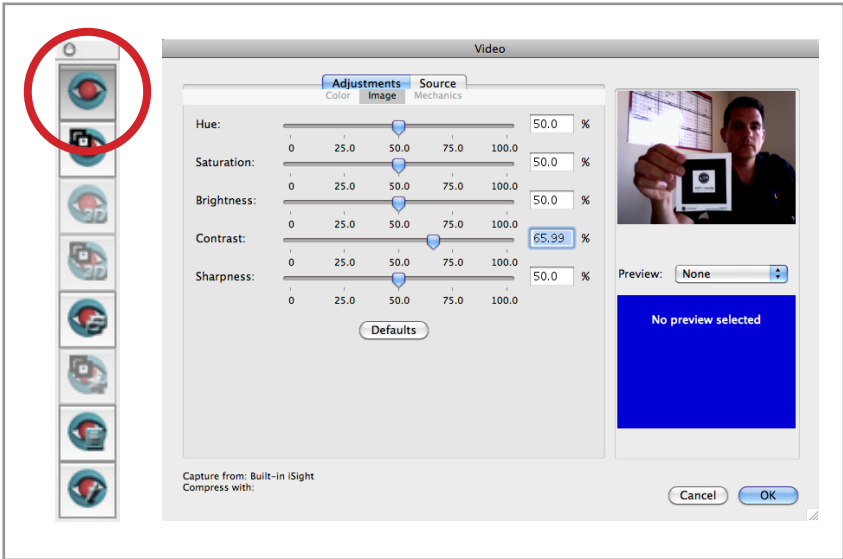 Video
Adjustments Source
Color Image Mechanics
Hue: 50.0 %
0 25.0 50.0 75.0 100.0
Saturation: 50.0 %
0 25.0 50.0 75.0 100.0
Brightness: 50.0 %
0 25.0 50.0 75.0 100.0
Contrast: 65.99 %
0 25.0 50.0 75.0 100.0
Sharpness: 50.0 %
0 25.0 50.0 75.0 100.0
Defaults
Preview: None
No preview selected
Capture from: Built-in iSight
Compress with:
Cancel OK
3D
3D